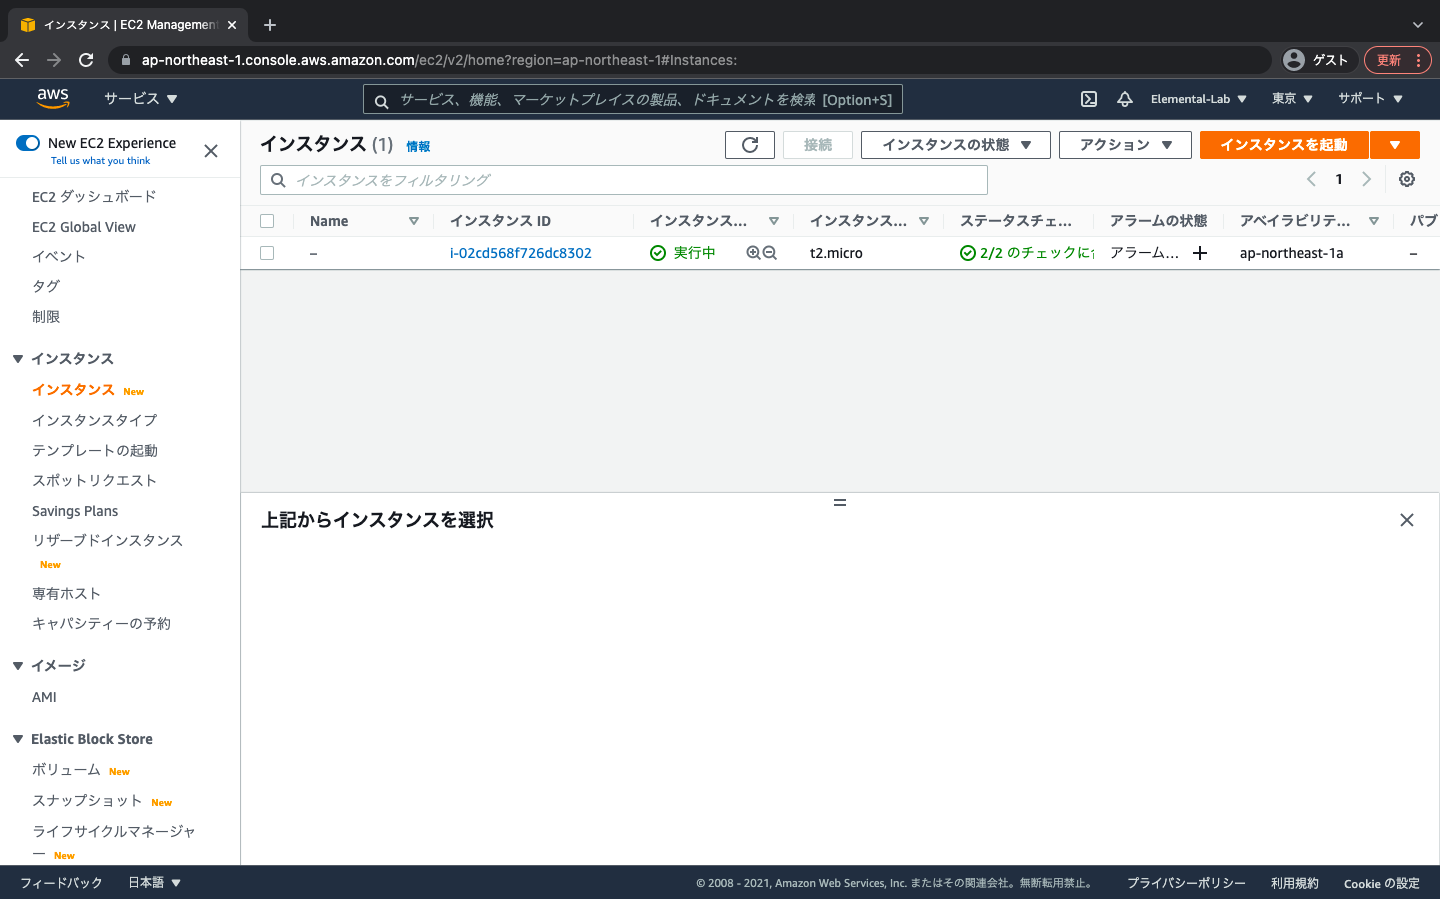 インスタンス | EC2 Management
ap-northeast-1.console.aws.amazon.com/ec2/v2/home?region=ap-northeast-1#Instances:
ゲスト
更新
aws
サービス
サービス、機能、マーケットプレイスの製品、ドキュメントを検索 [Option+S]
Elemental-Lab
東京
サポート
New EC2 Experience
Tell us what you think
EC2 ダッシュボード
EC2 Global View
イベント
タグ
制限
インスタンス
インスタンス New
インスタンスタイプ
テンプレートの起動
スポットリクエスト
Savings Plans
リザーブドインスタンス
New
専有ホスト
キャパシティーの予約
イメージ
AMI
Elastic Block Store
ボリューム New
スナップショット New
ライフサイクルマネージャ
ー New
インスタンス (1) 情報
接続
インスタンスの状態
アクション
インスタンスを起動
インスタンスをフィルタリング
1
Name インスタンス ID インスタンス... インスタンス... ステータスチェ... アラームの状態 アベイラビリテ... パブ
– i-02cd568f726dc8302 実行中 t2.micro 2/2 のチェックに アラーム... ap-northeast-1a –
上記からインスタンスを選択
フィードバック
日本語
© 2008 - 2021, Amazon Web Services, Inc. またはその関連会社。無断転用禁止。
プライバシーポリシー
利用規約
Cookie の設定